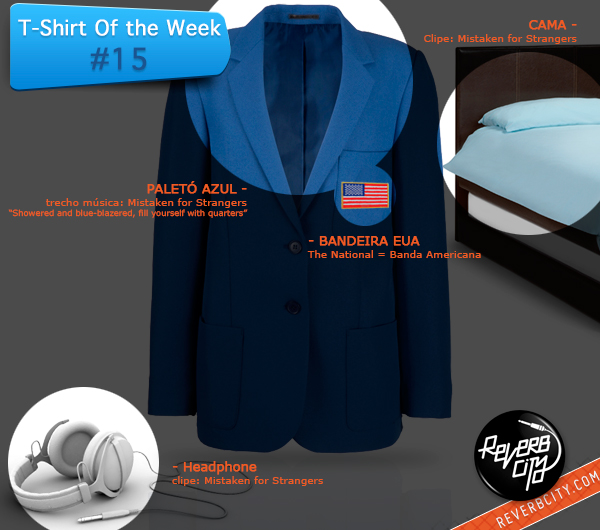 T-Shirt Of the Week
#15
CAMA -
Clipe: Mistaken for Strangers
PALETÓ AZUL -
trecho música: Mistaken for Strangers
"Showered and blue-blazered, fill yourself with quarters"
- BANDEIRA EUA
The National = Banda Americana
- Headphone
clipe: Mistaken for Strangers
REVERB
CITY
REVERBCITY.COM